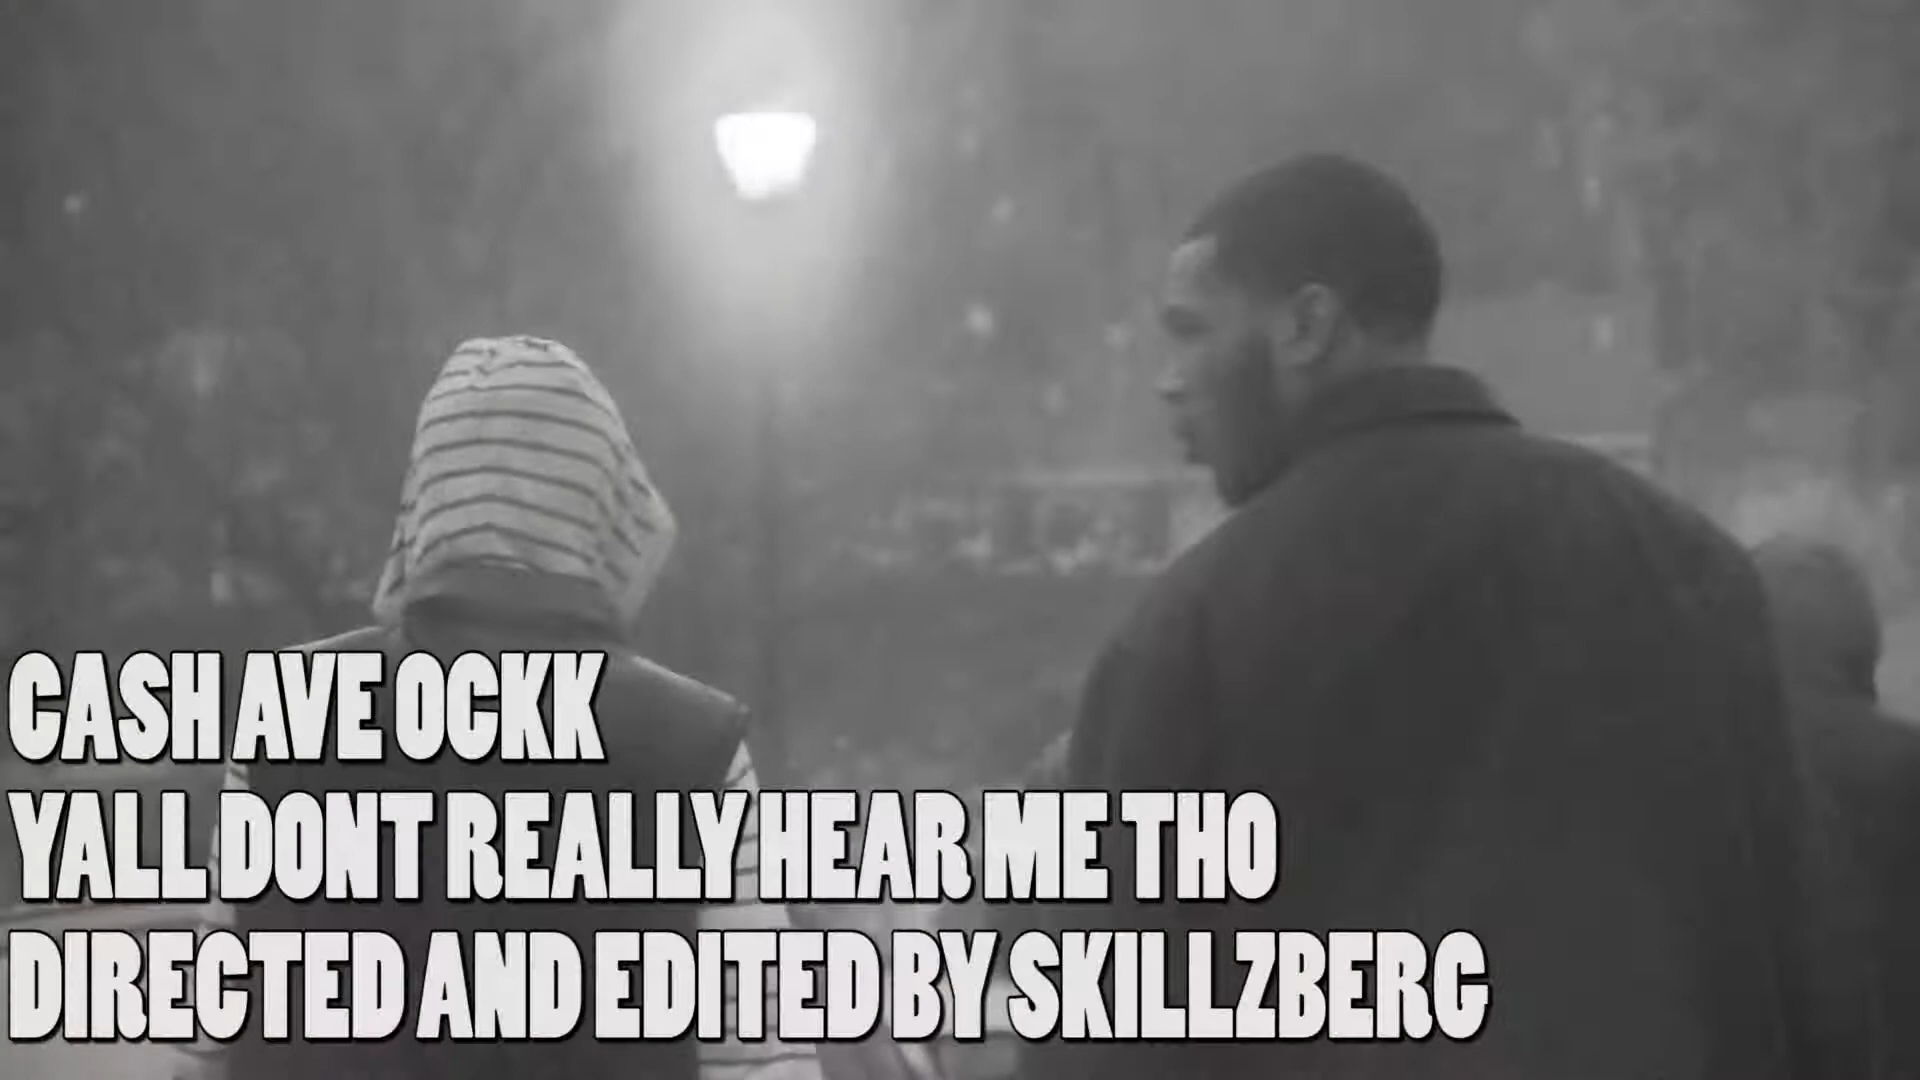 CASH AVE OCKK
YALL DONT REALLY HEAR ME THO
DIRECTED AND EDITED BY SKILLZBERG